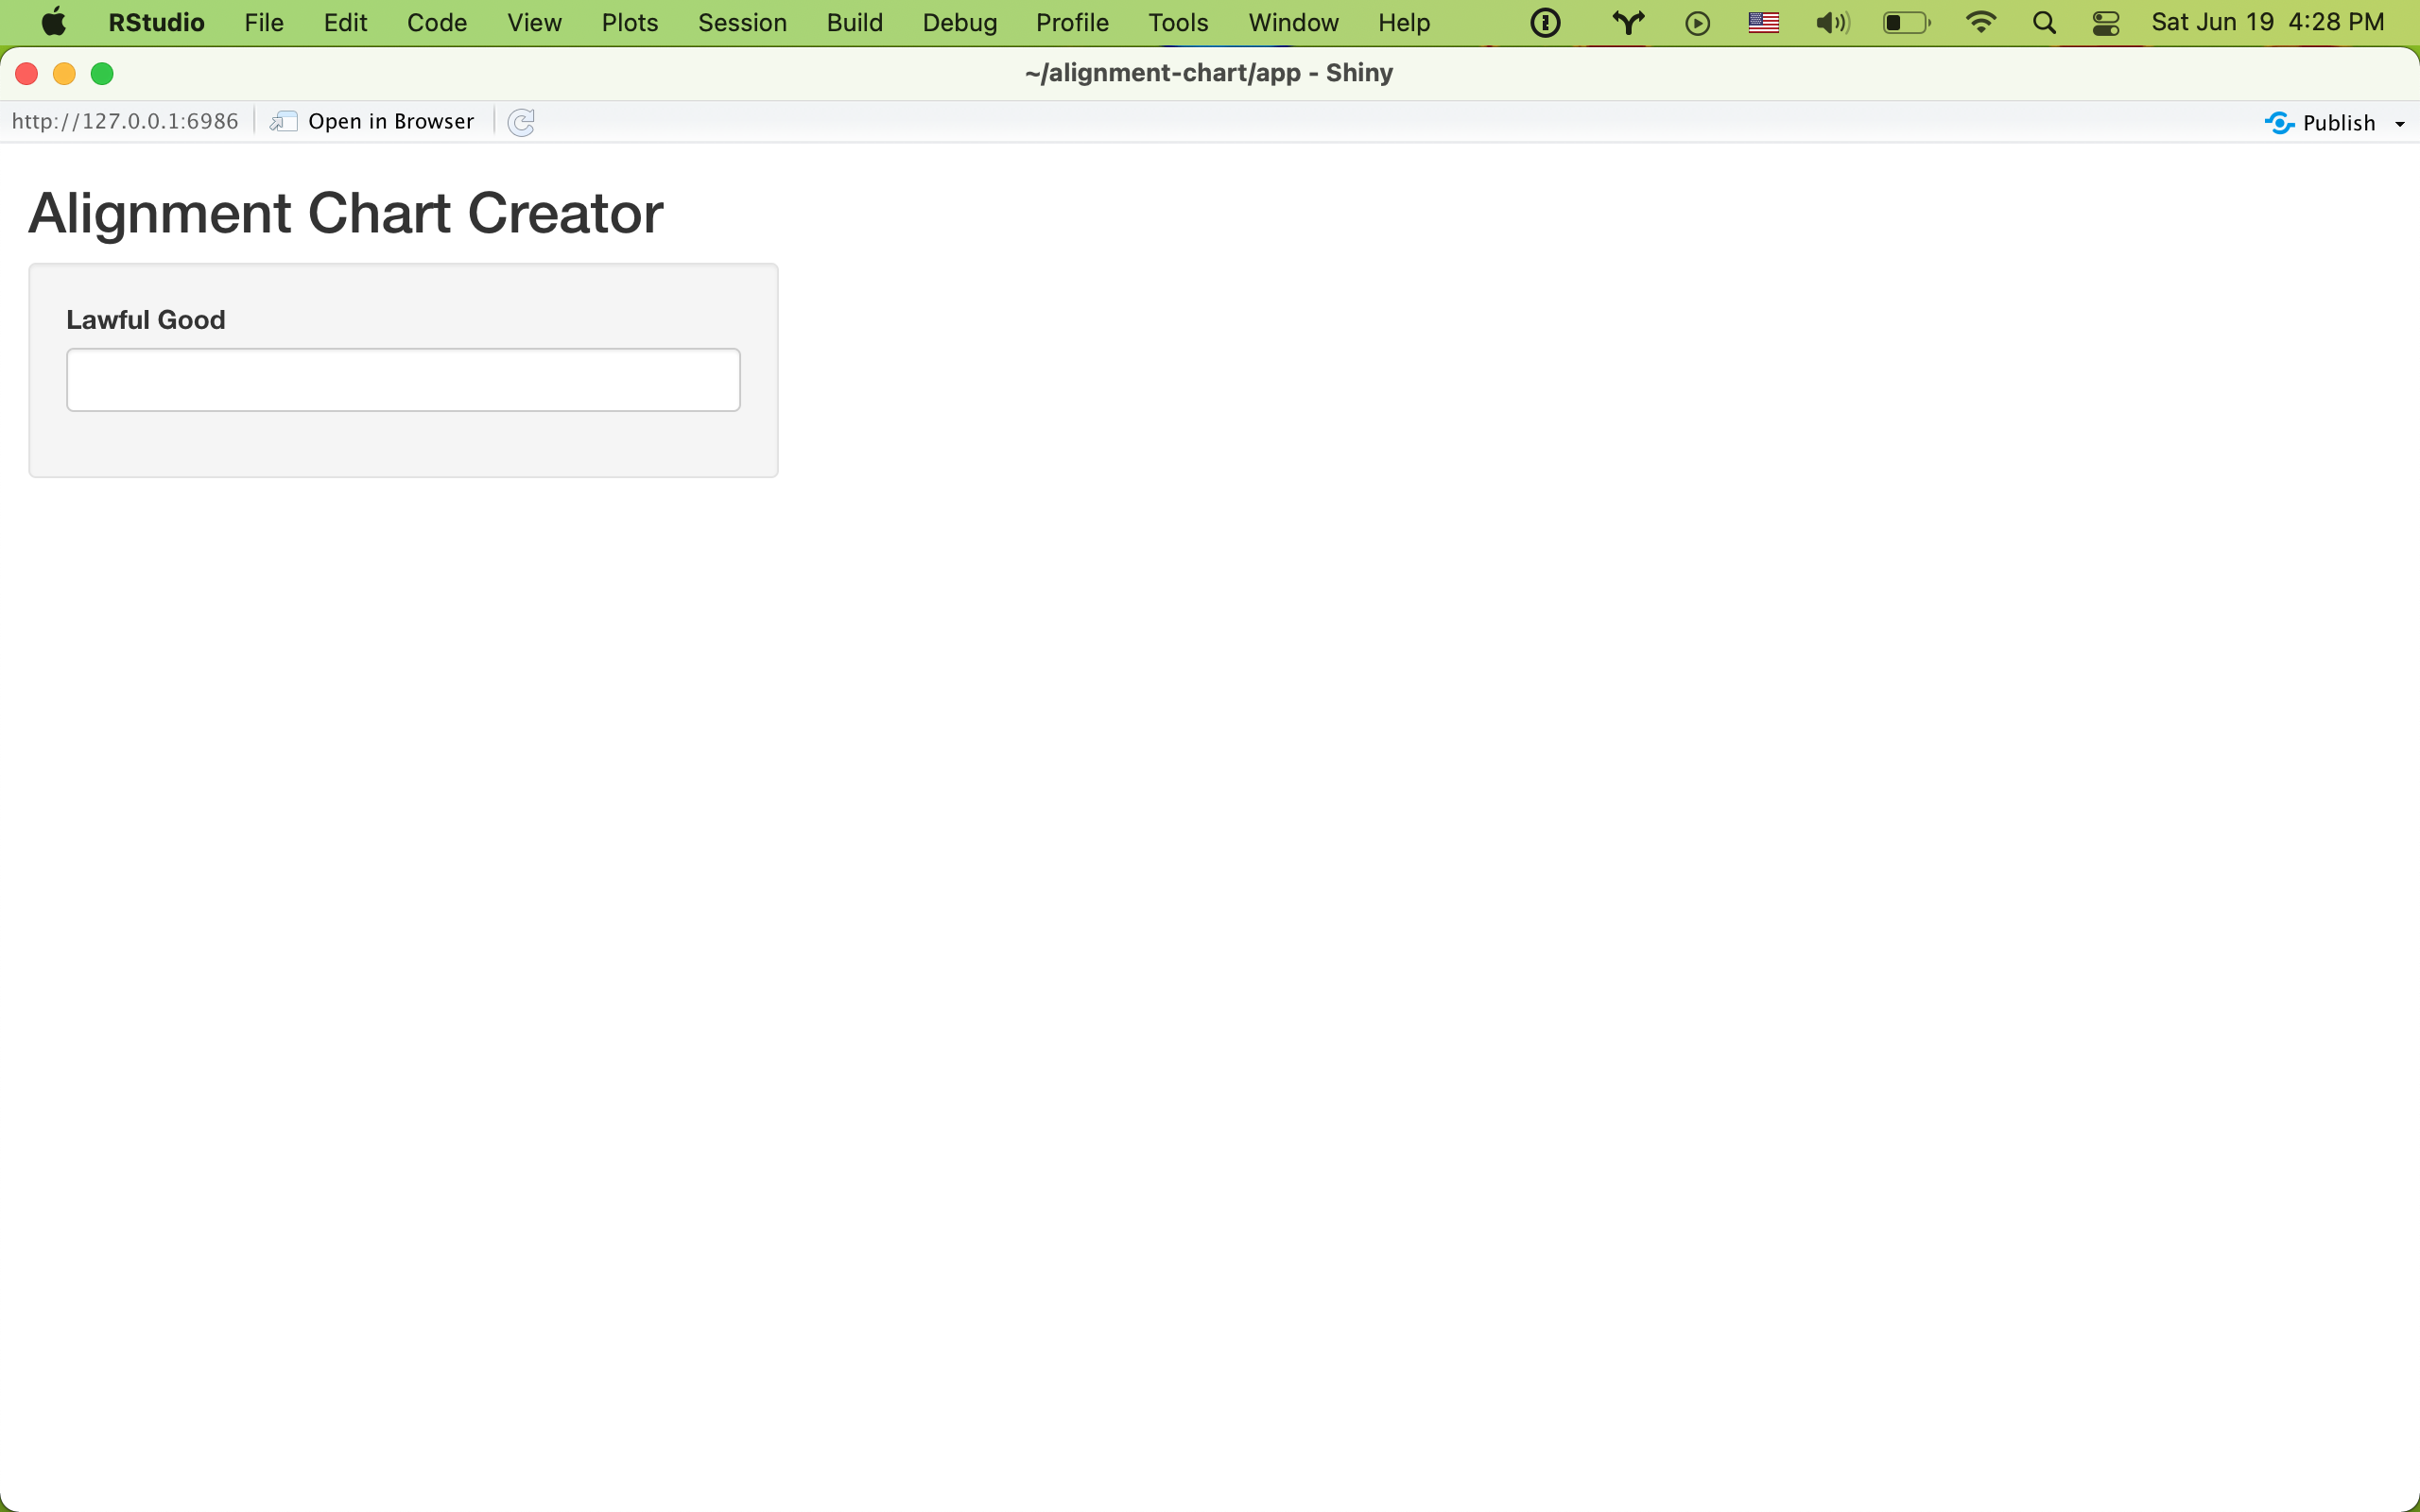 RStudio File Edit Code View Plots Session Build Debug Profile Tools Window Help Sat Jun 19 4:28 PM
~/alignment-chart/app - Shiny
http://127.0.0.1:6986 Open in Browser Publish
Alignment Chart Creator
Lawful Good